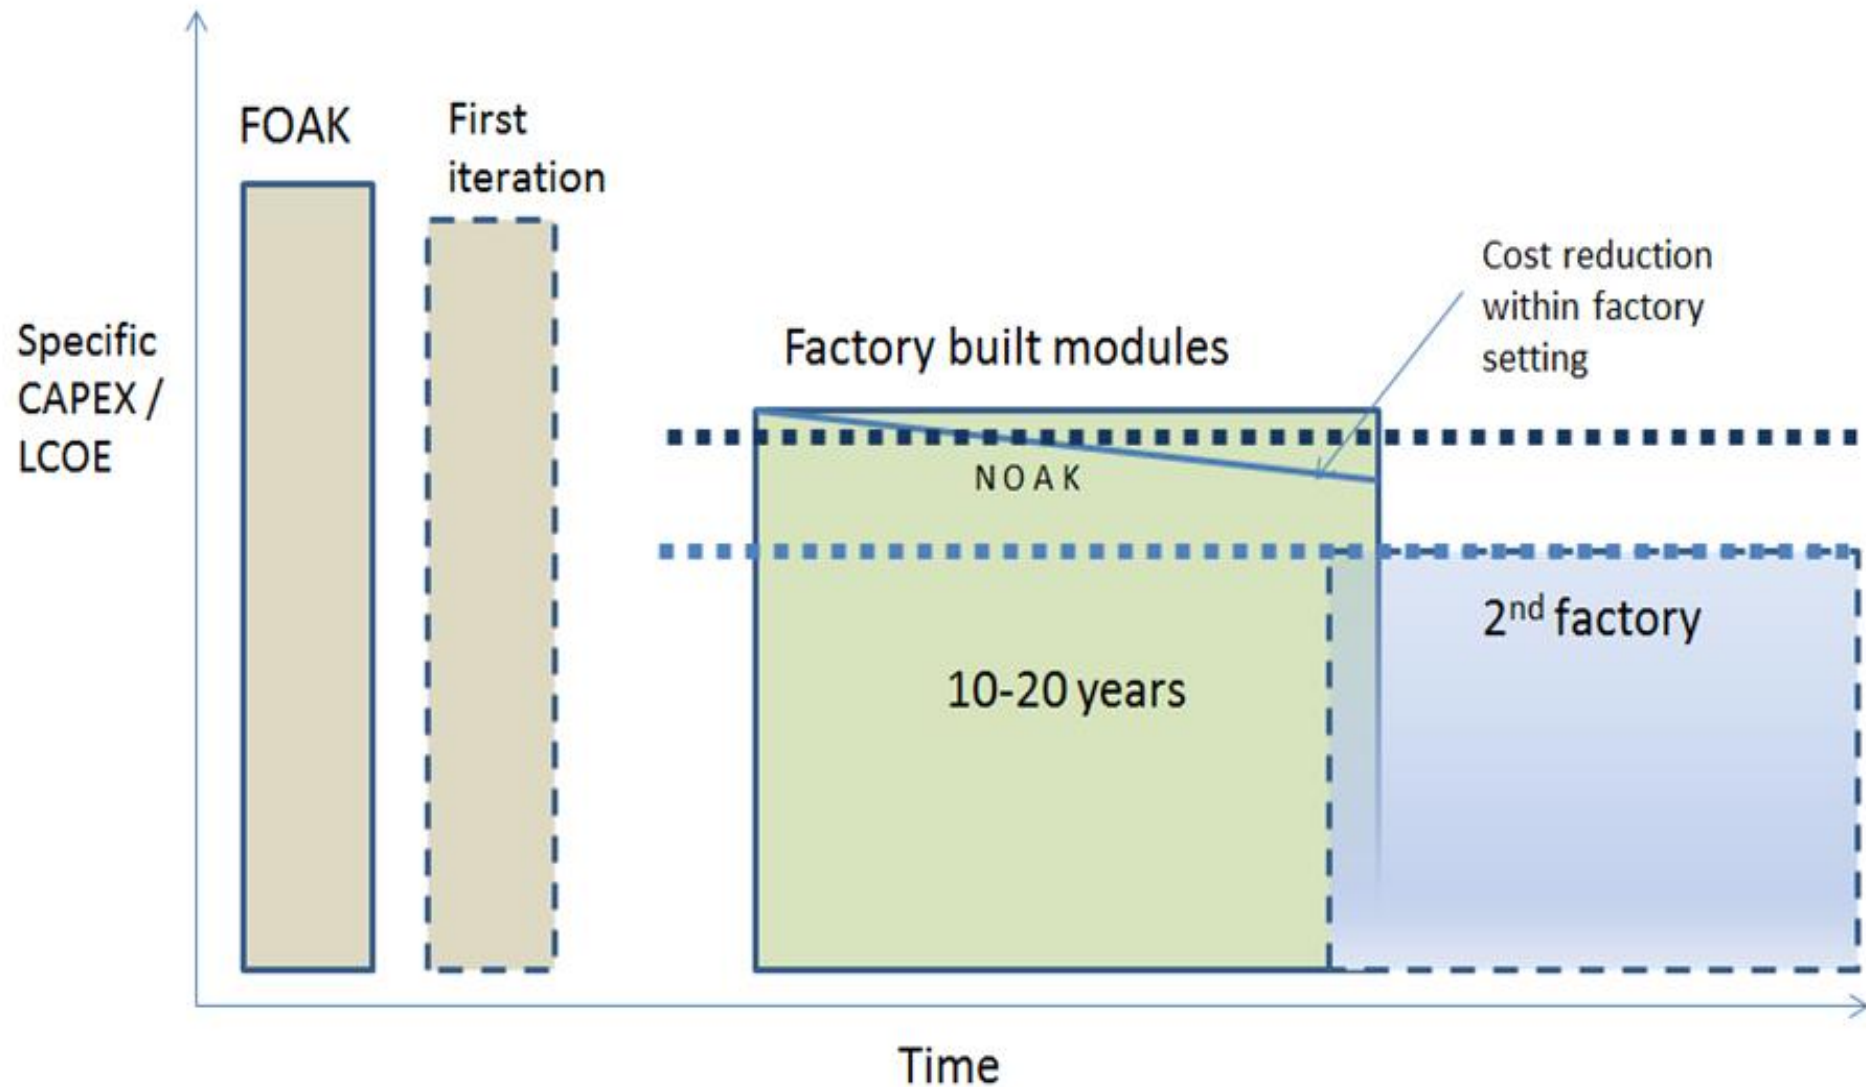 FOAK
First
iteration
Specific
CAPEX /
LCOE
Cost reduction
within factory
setting
Factory built modules
NOAK
2nd factory
10-20 years
Time